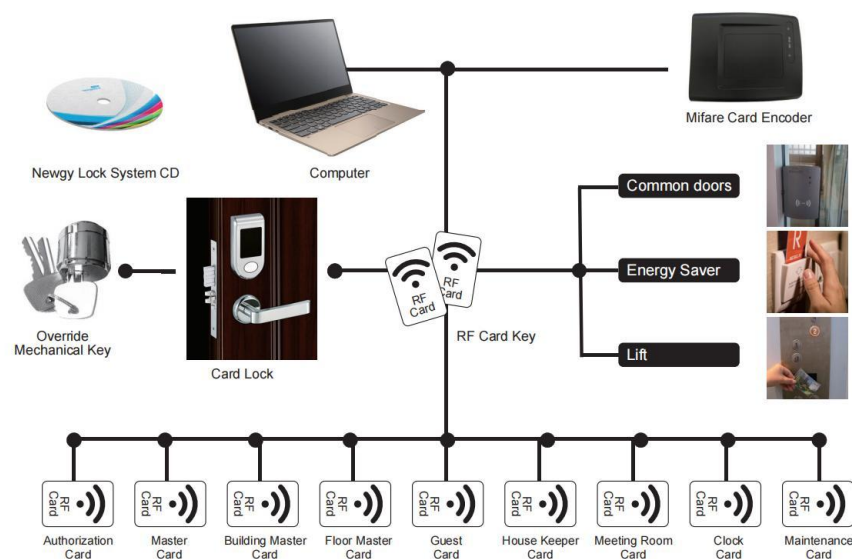 Newgy Lock System CD
Computer
Mifare Card Encoder
Common doors
Energy Saver
Lift
Override
Mechanical Key
Card Lock
RF
Card
RF
Card
RF Card Key
R
2
RF
Card
RF
Card
RF
Card
RF
Card
RF
Card
RF
Card
RF
Card
RF
Card
RF
Card
Authorization
Card
Master
Card
Building Master
Card
Floor Master
Card
Guest
Card
House Keeper
Card
Meeting Room
Card
Clock
Card
Maintenance
Card